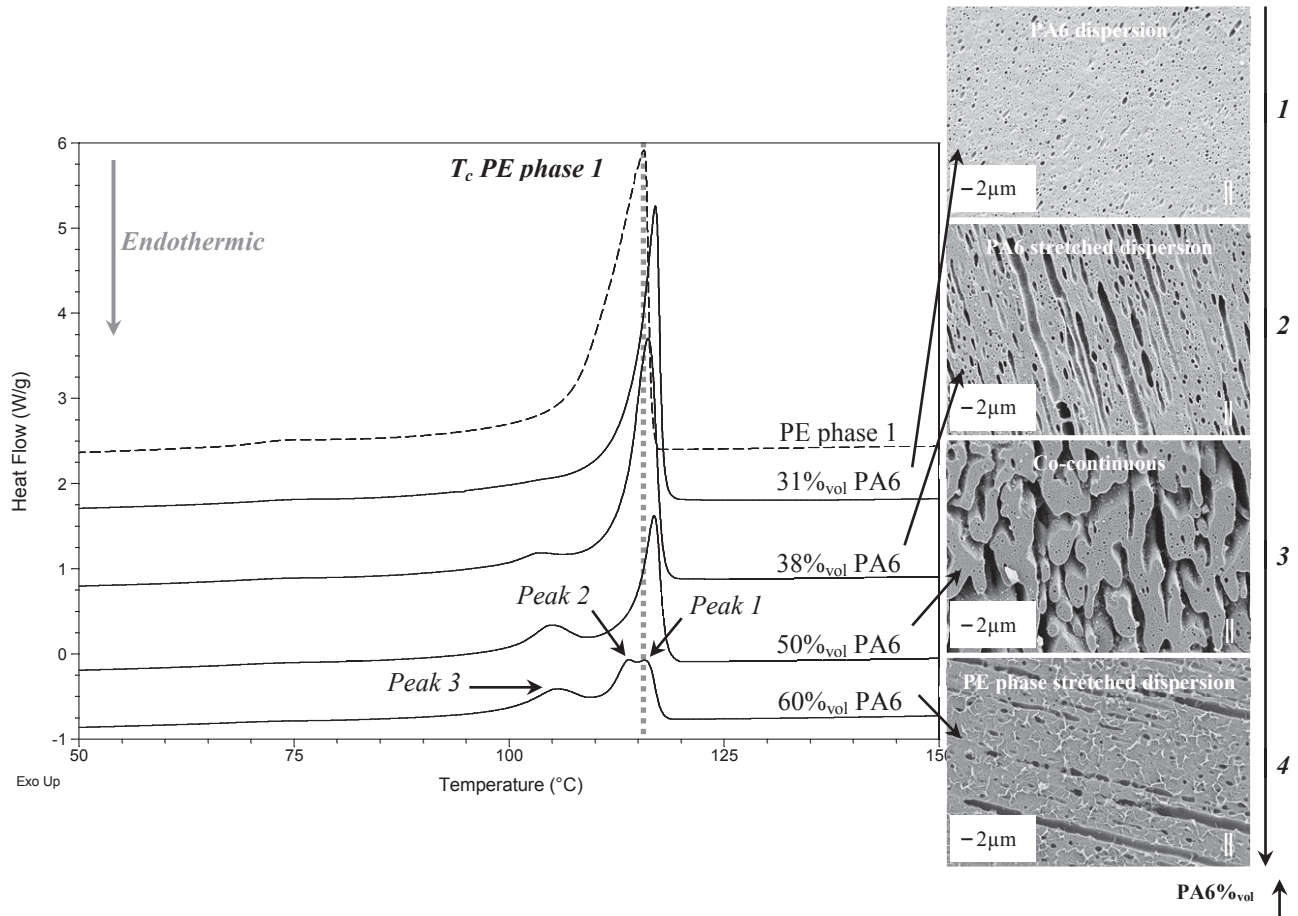 PA6 dispersion
1
−2µm
6
5
4
3
2
1
0
-1
Heat Flow (W/g)
Endothermic
Tc PE phase 1
PE phase 1
31%vol PA6
38%vol PA6
50%vol PA6
60%vol PA6
Peak 2
Peak 1
Peak 3
50
75
100
125
150
Temperature (°C)
Exo Up
PA6 stretched dispersion
2
−2µm
Co-continuous
3
−2µm
PE phase stretched dispersion
4
−2µm
PA6%vol